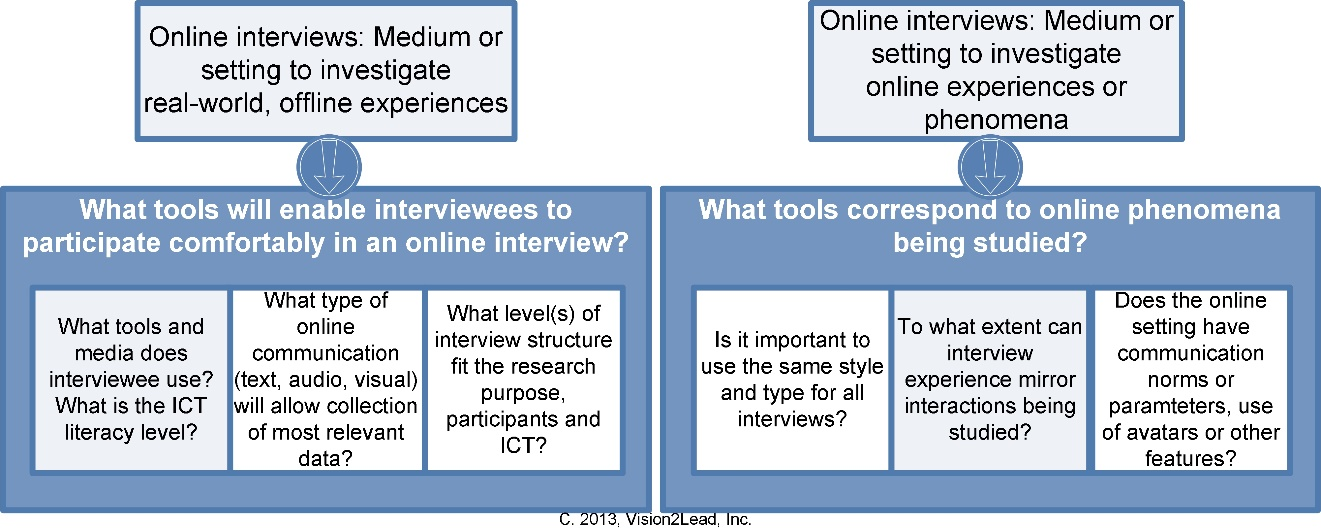 Online interviews: Medium or
setting to investigate
real-world, offline experiences
What tools will enable interviewees to
participate comfortably in an online interview?
What tools and
media does
interviewee use?
What is the ICT
literacy level?
What type of
online
communication
(text, audio, visual)
will allow collection
of most relevant
data?
What level(s) of
interview structure
fit the research
purpose,
participants and
ICT?
Online interviews: Medium or
setting to investigate
online experiences or
phenomena
What tools correspond to online phenomena
being studied?
Is it important to
use the same style
and type for all
interviews?
To what extent can
interview
experience mirror
interactions being
studied?
Does the online
setting have
communication
norms or
paramteters, use
of avatars or other
features?
C. 2013, Vision2Lead, Inc.